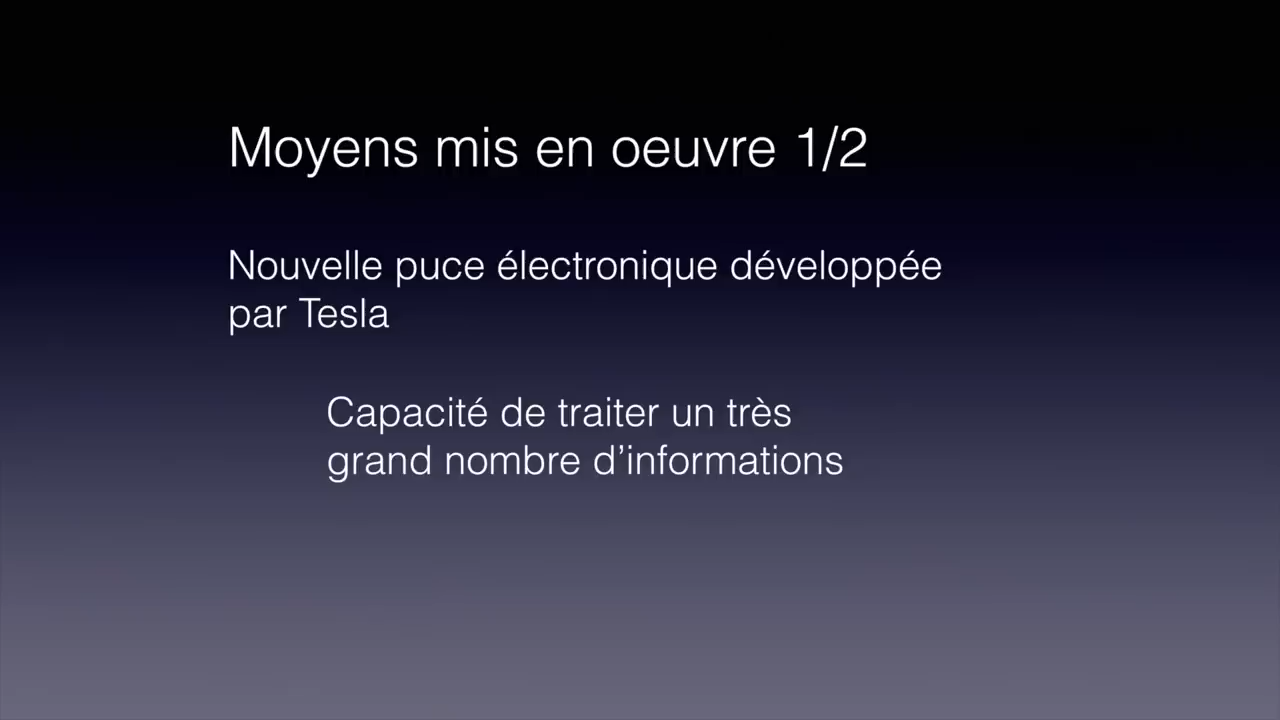 Moyens mis en oeuvre 1/2
Nouvelle puce électronique développée
par Tesla
Capacité de traiter un très
grand nombre d’informations